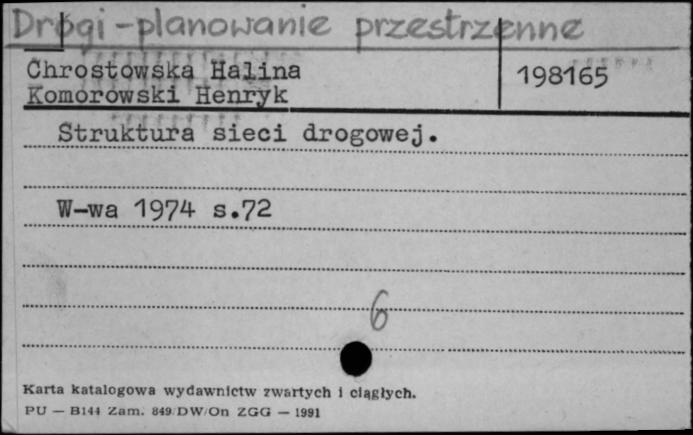 Drogi - planowanie przestrzenne
Chrostowska Halina
198165
Komorowski Henryk
Struktura sieci drogowej.
W-wa 1974 s.72
6
Karta katalogowa wydawnictw zwartych i ciągłych.
PU — B144 Zam. 849/DW/On ZGG — 1991